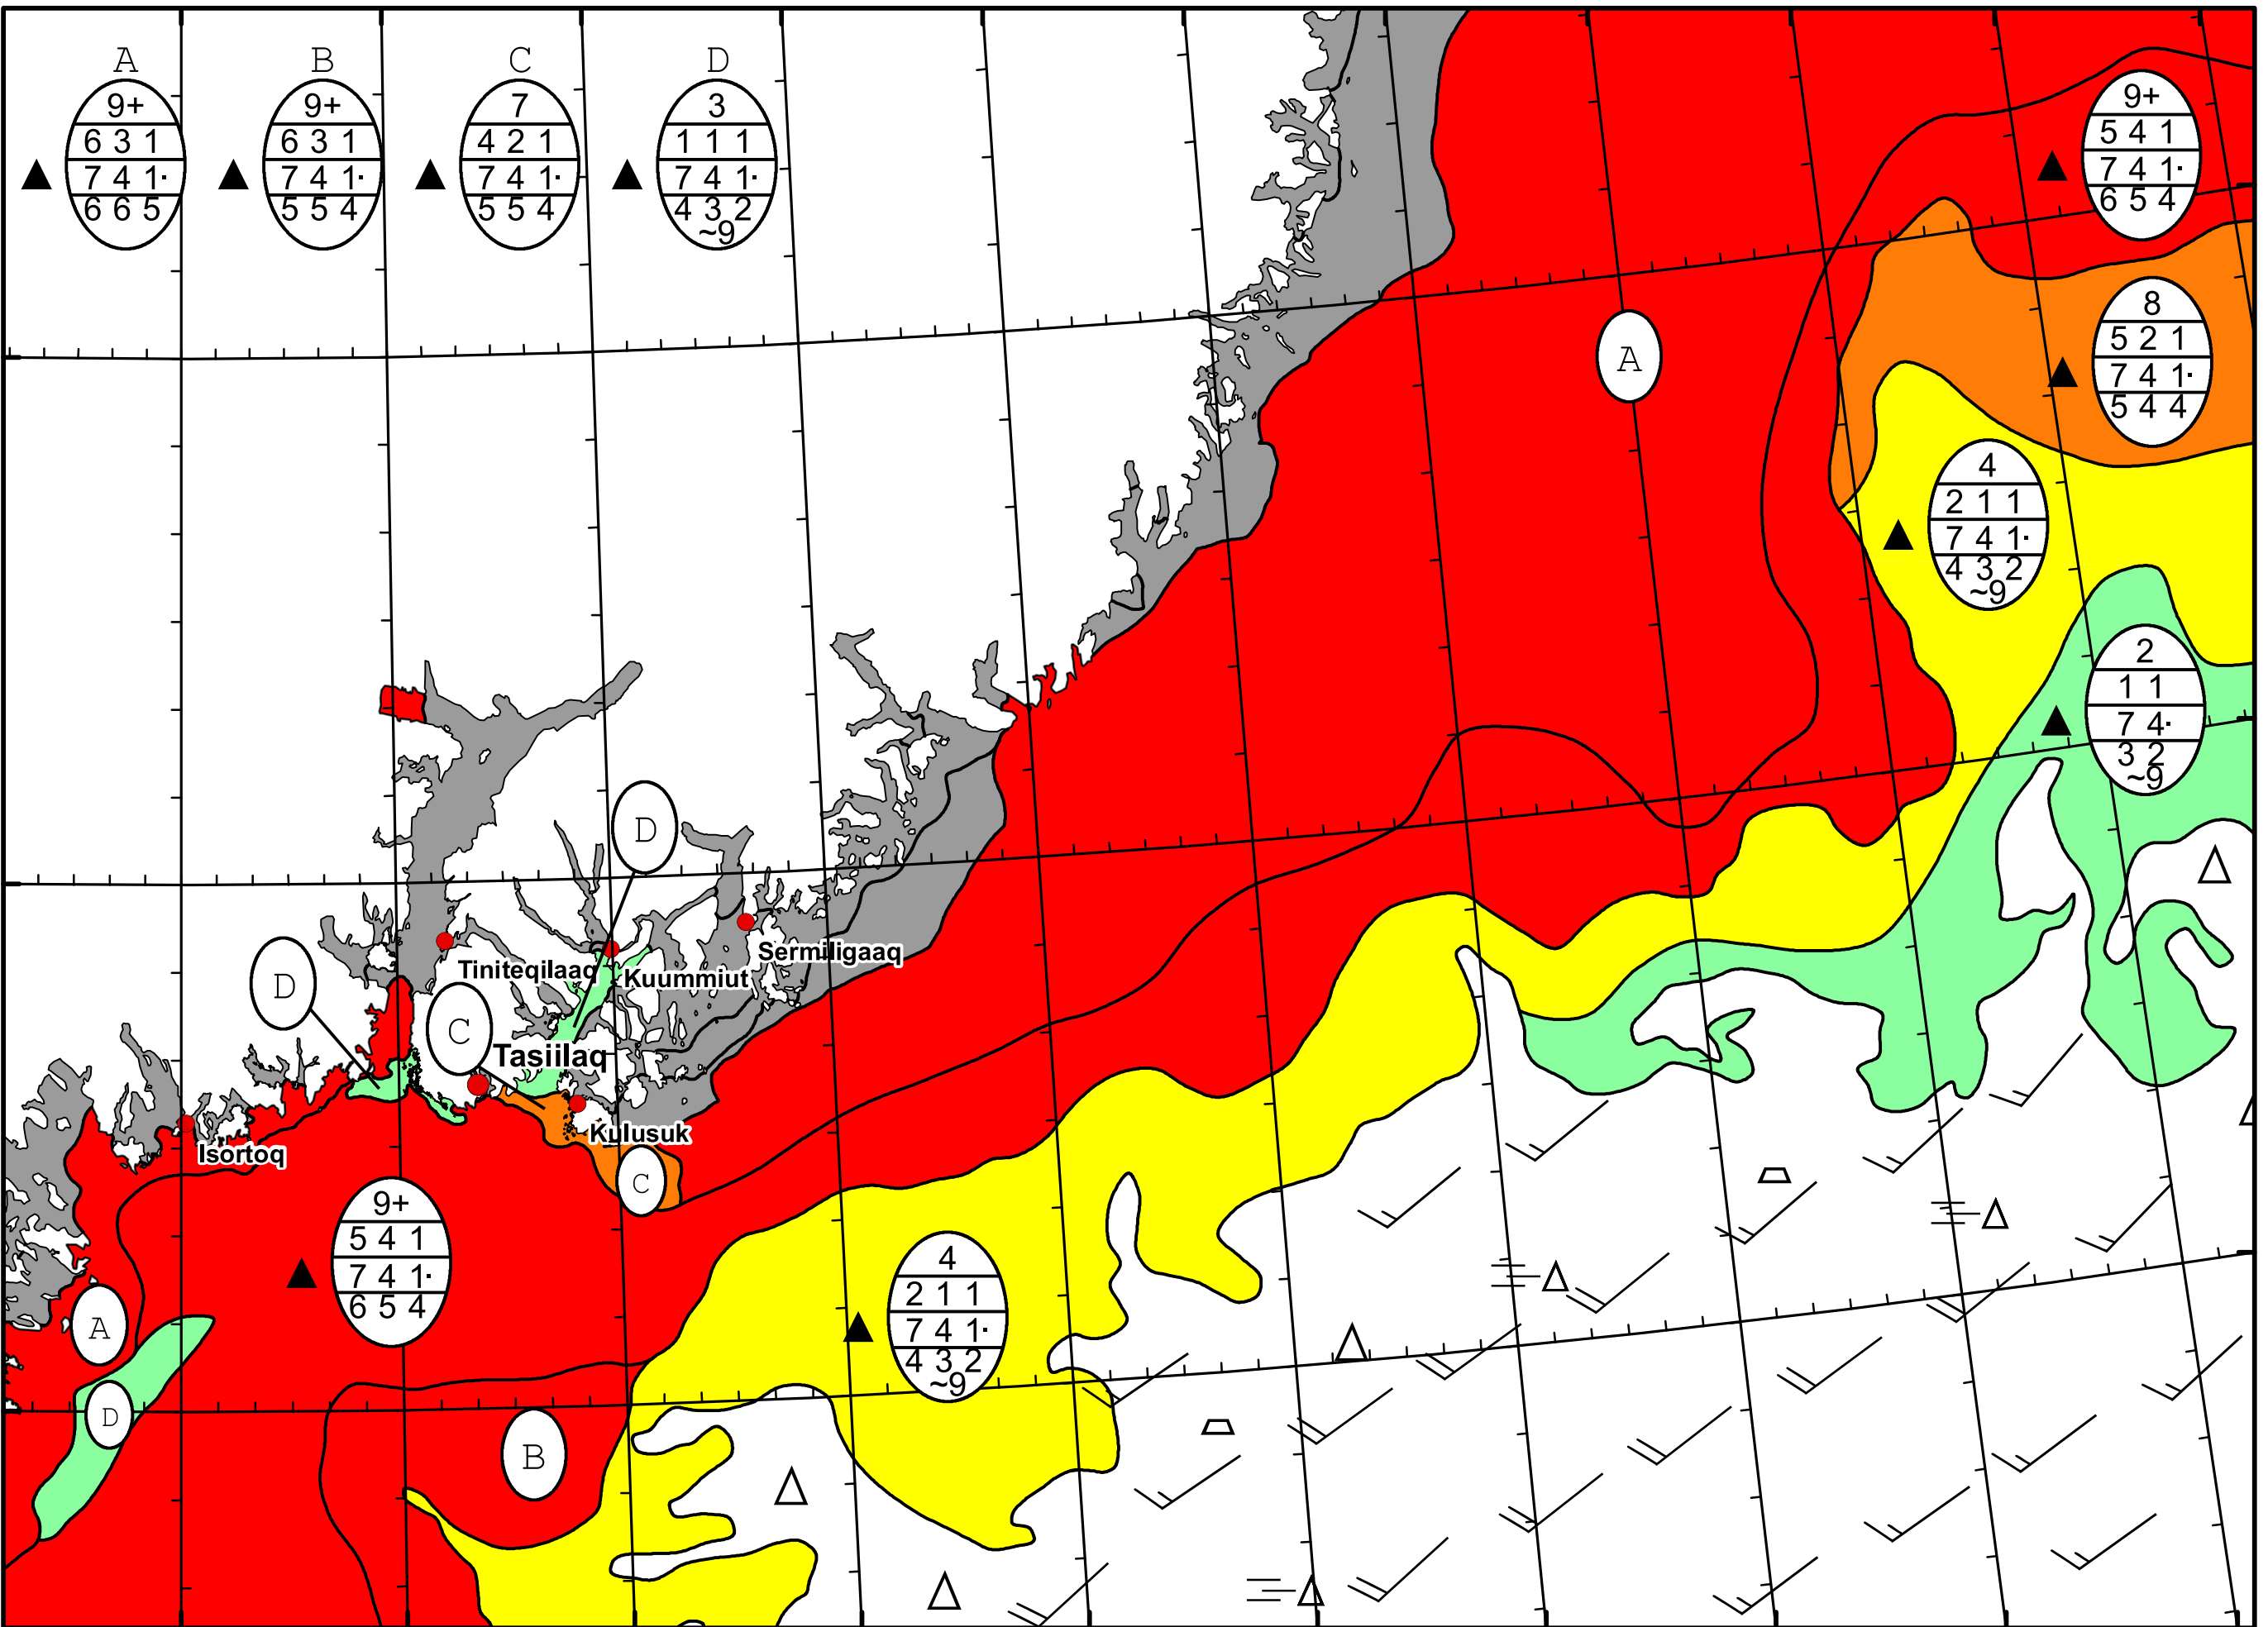 A B C D
9+
6 3 1
7 4 1·
6 6 5
9+
6 3 1
7 4 1·
5 5 4
7
4 2 1
7 4 1·
5 5 4
3
1 1 1
7 4 1·
4 3 2
~9
9+
5 4 1
7 4 1·
6 5 4
8
5 2 1
7 4 1·
5 4 4
A
4
2 1 1
7 4 1·
4 3 2
~9
2
1 1
7 4·
3 2
~9
D
Sermiligaaq
Tiniteqilaaq
Kuummiut
D
C
Tasiilaq
Kulusuk
Isortoq
C
9+
5 4 1
7 4 1·
6 5 4
4
2 1 1
7 4 1·
4 3 2
~9
A
D
B